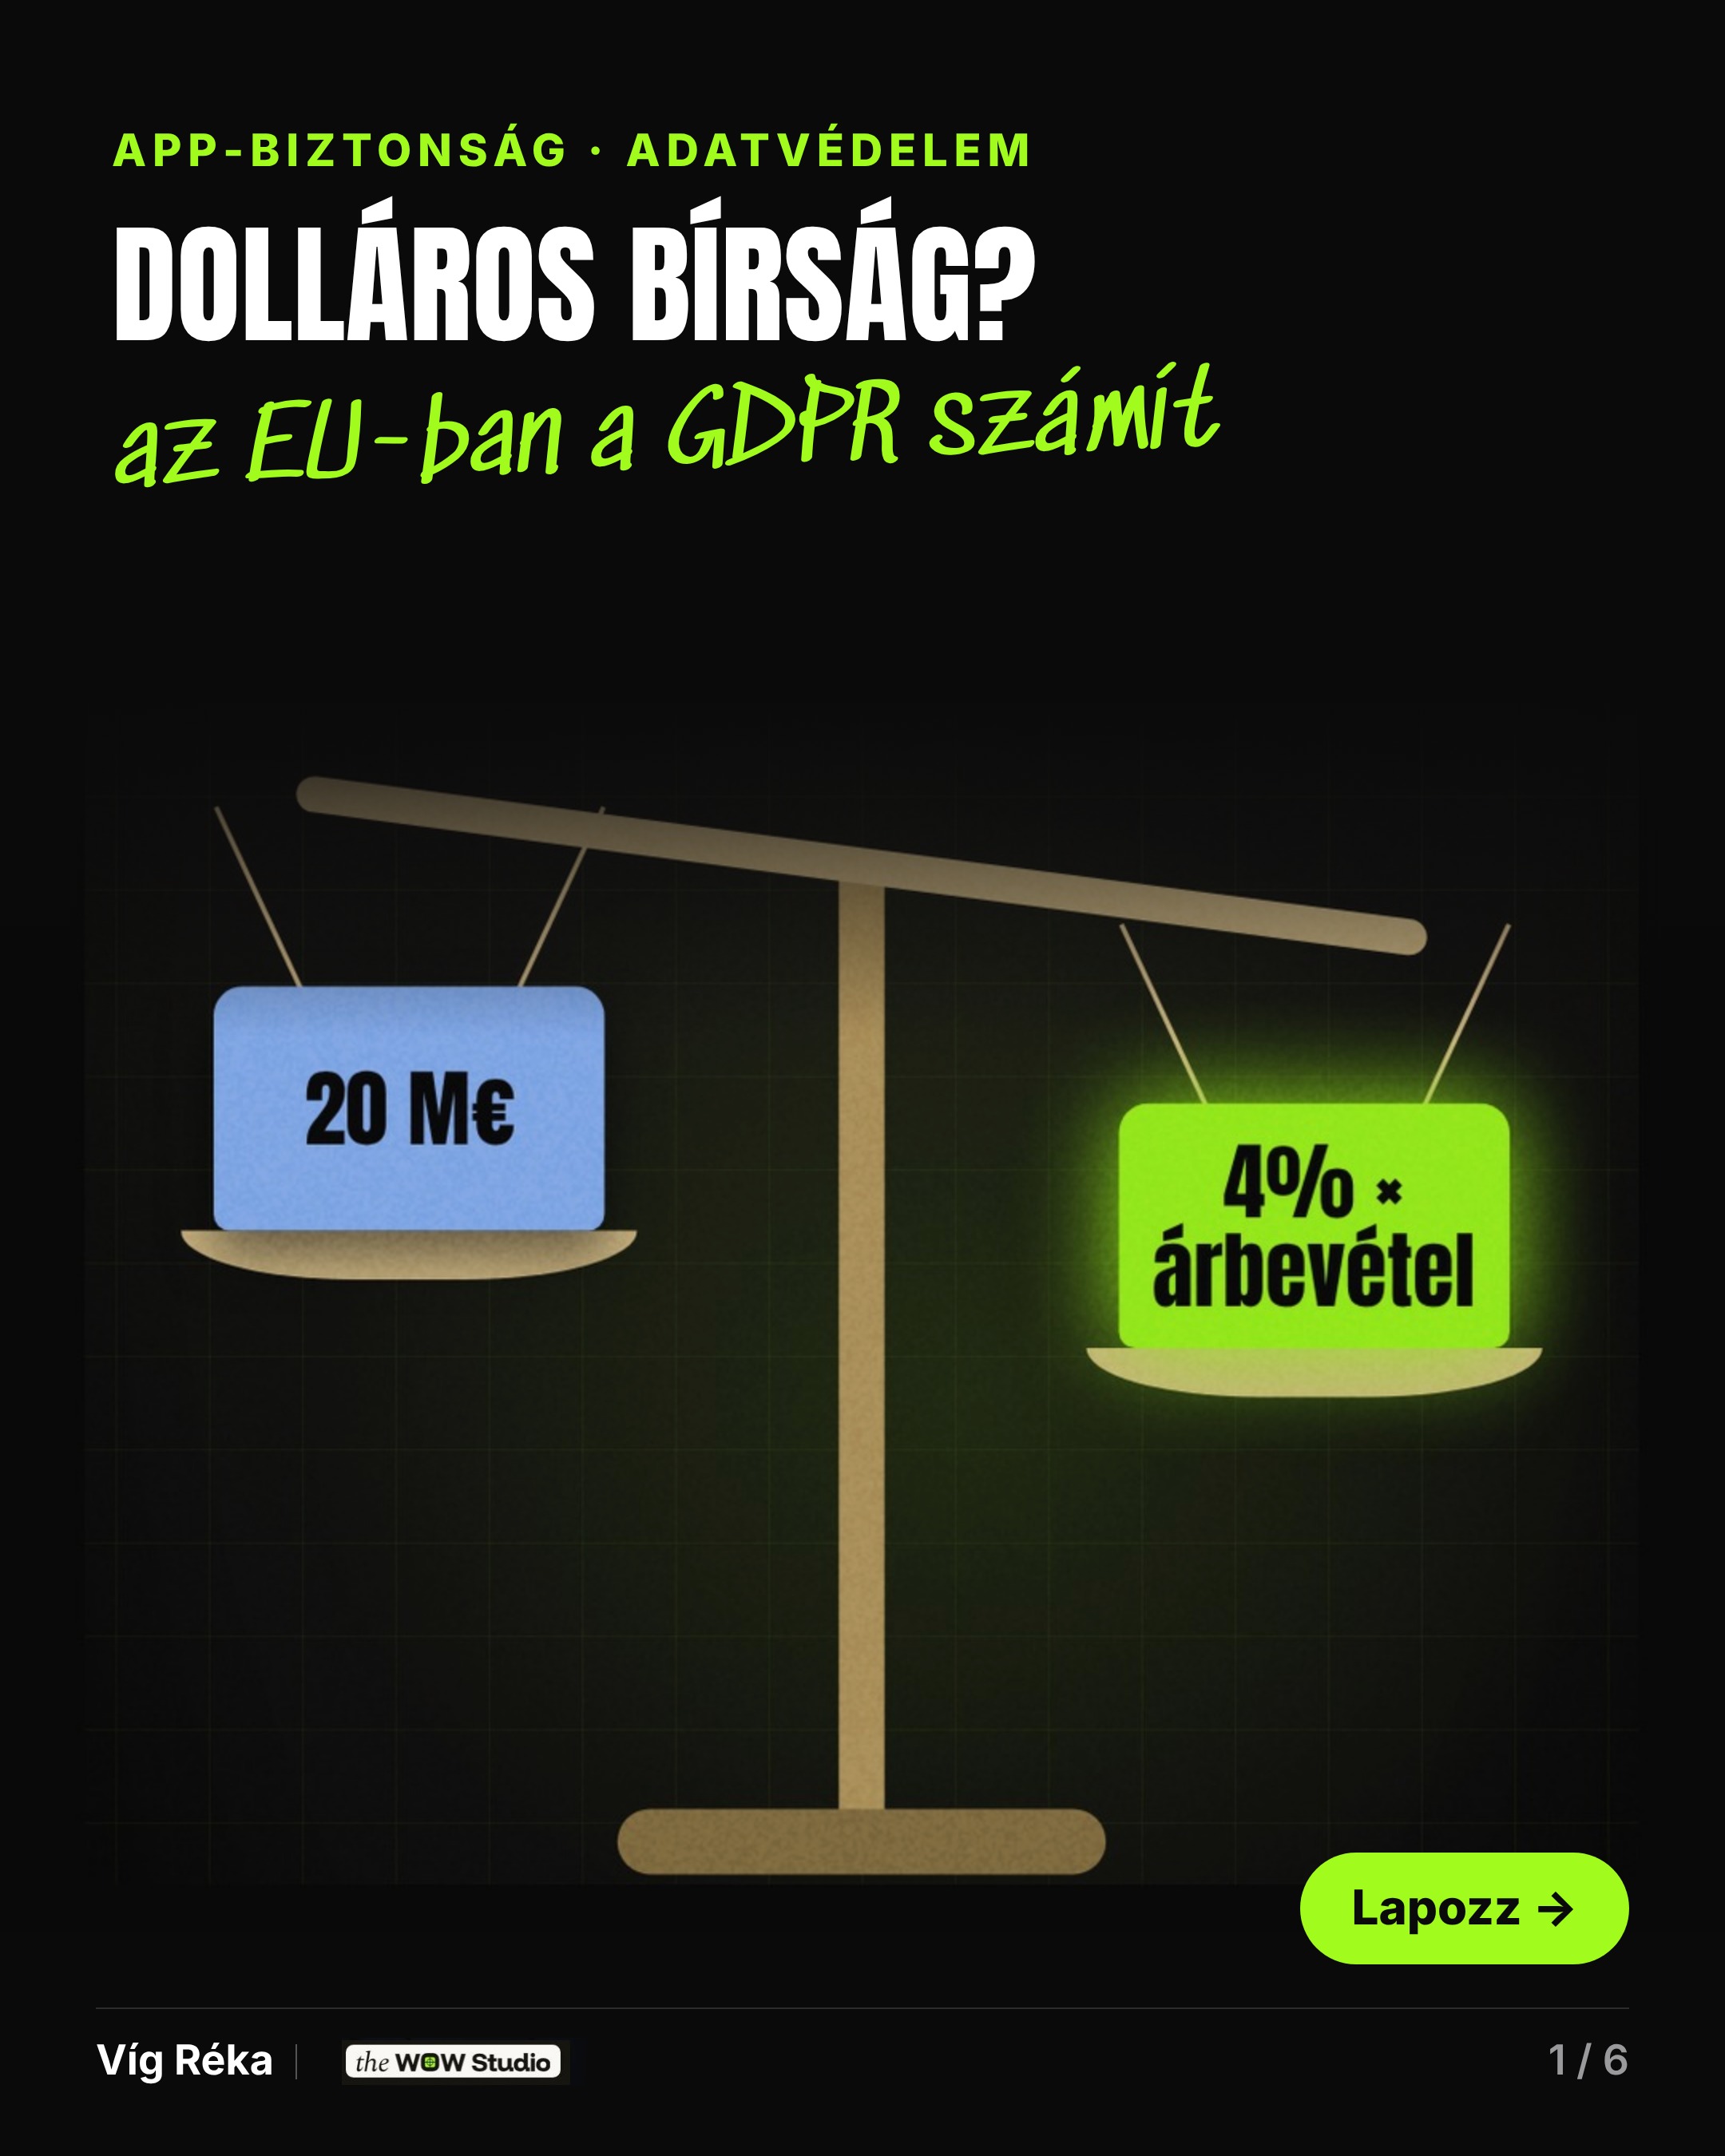 APP-BIZTONSÁG · ADATVÉDELEM
DOLLÁROS BÍRSÁG?
az EU-ban a GDPR számít
20 M€
4% ×
árbevétel
Lapozz →
Víg Réka
the WOW Studio
1 / 6